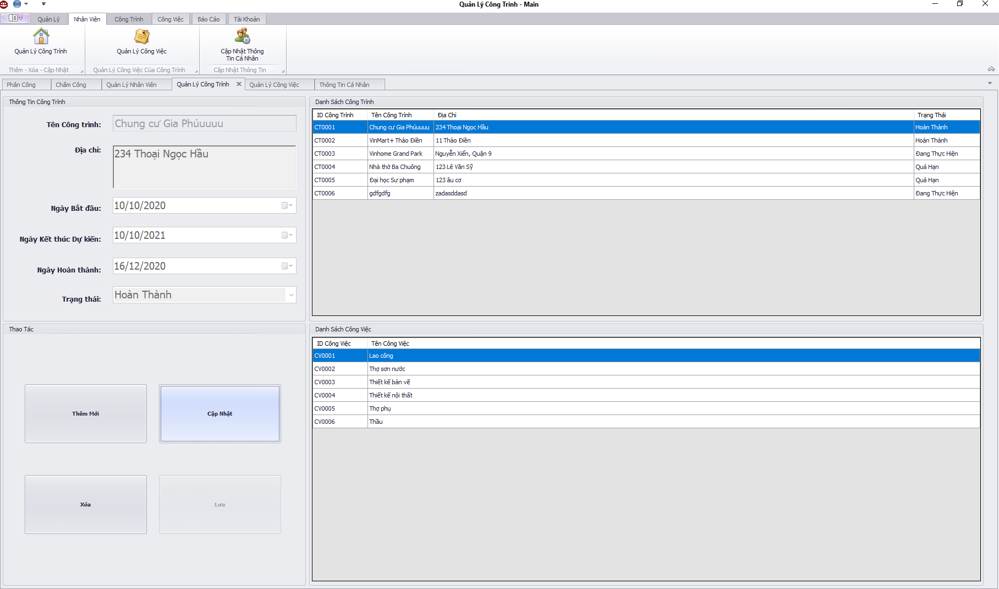 Quản Lý Công Trình - Main
Quản Lý
Nhân Viên
Công Trình
Công Việc
Báo Cáo
Tài Khoản
Quản Lý Công Trình
Quản Lý Công Việc
Cập Nhật Thông
Tin Cá Nhân
Thêm - Xóa - Cập Nhật
Quản Lý Công Việc Của Công Trình
Cập Nhật Thông Tin
Phân Công
Chấm Công
Quản Lý Nhân Viên
Quản Lý Công Trình
Quản Lý Công Việc
Thông Tin Cá Nhân
Thông Tin Công Trình
Tên Công trình: Chung cư Gia Phúuuuu
Địa chỉ: 234 Thoại Ngọc Hầu
Ngày Bắt đầu: 10/10/2020
Ngày Kết thúc Dự kiến: 10/10/2021
Ngày Hoàn thành: 16/12/2020
Trạng thái: Hoàn Thành
Danh Sách Công Trình
ID Công Trình Tên Công Trình Địa Chỉ Trạng Thái
CT0001 Chung cư Gia Phúuuuu 234 Thoại Ngọc Hầu Hoàn Thành
CT0002 VinMart+ Thảo Điền 11 Thảo Điền Hoàn Thành
CT0003 Vinhome Grand Park Nguyễn Xiển, Quận 9 Đang Thực Hiện
CT0004 Nhà thờ Ba Chuông 123 Lê Văn Sỹ Quá Hạn
CT0005 Đại học Sư phạm 123 âu cơ Quá Hạn
CT0006 gdfgdfg zadasddasd Đang Thực Hiện
Thao Tác
Thêm Mới
Cập Nhật
Xóa
Lưu
Danh Sách Công Việc
ID Công Việc Tên Công Việc
CV0001 Lao công
CV0002 Thợ sơn nước
CV0003 Thiết kế bản vẽ
CV0004 Thiết kế nội thất
CV0005 Thợ phụ
CV0006 Thầu